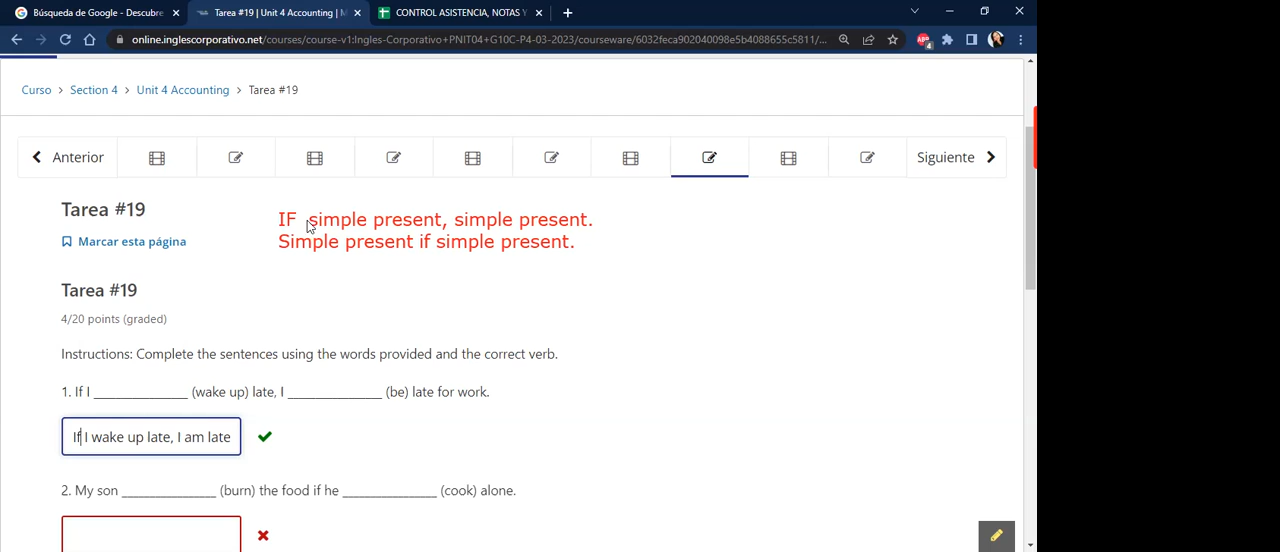 Búsqueda de Google - Descubre
Tarea #19 | Unit 4 Accounting | M
CONTROL ASISTENCIA, NOTAS Y
online.inglescorporativo.net/courses/course-v1:Ingles-Corporativo+PNIT04+G10C-P4-03-2023/courseware/6032feca902040098e5b4088655c5811/...
4
Curso > Section 4 > Unit 4 Accounting > Tarea #19
Anterior
Siguiente
Tarea #19
IF simple present, simple present.
Marcar esta página
Simple present if simple present.
Tarea #19
4/20 points (graded)
Instructions: Complete the sentences using the words provided and the correct verb.
1. If I ______________ (wake up) late, I ______________ (be) late for work.
If I wake up late, I am late
2. My son ______________ (burn) the food if he ______________ (cook) alone.